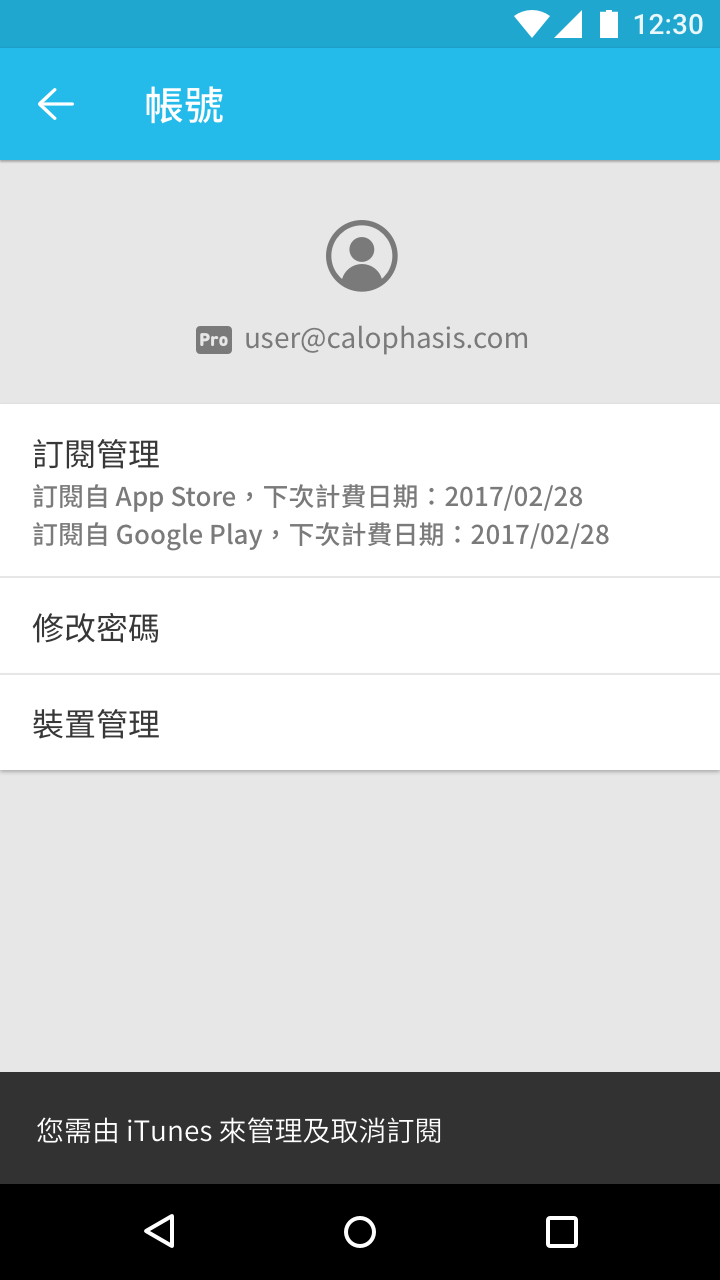 12:30
帳號
Pro user@calophasis.com
訂閱管理
訂閱自 App Store，下次計費日期：2017/02/28
訂閱自 Google Play，下次計費日期：2017/02/28
修改密碼
裝置管理
您需由 iTunes 來管理及取消訂閱